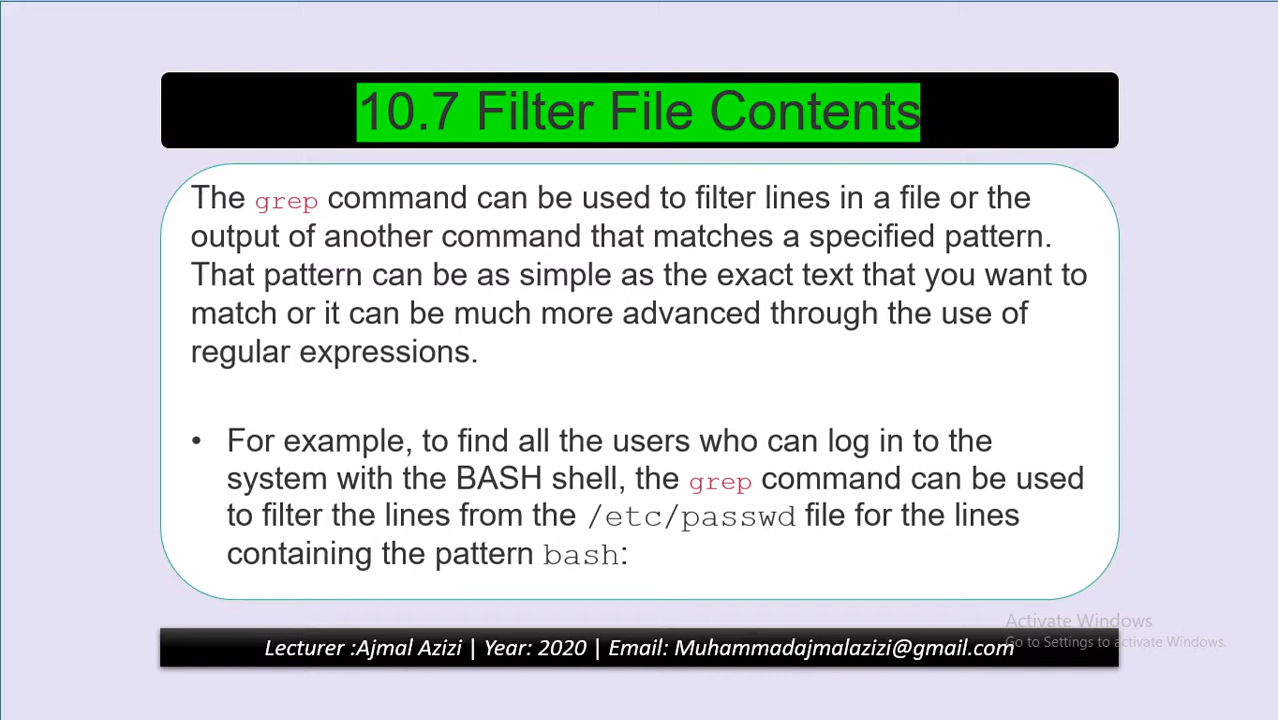 10.7 Filter File Contents
The grep command can be used to filter lines in a file or the
output of another command that matches a specified pattern.
That pattern can be as simple as the exact text that you want to
match or it can be much more advanced through the use of
regular expressions.
• For example, to find all the users who can log in to the
system with the BASH shell, the grep command can be used
to filter the lines from the /etc/passwd file for the lines
containing the pattern bash:
Activate Windows
Go to Settings to activate Windows.
Lecturer :Ajmal Azizi | Year: 2020 | Email: Muhammadajmalazizi@gmail.com